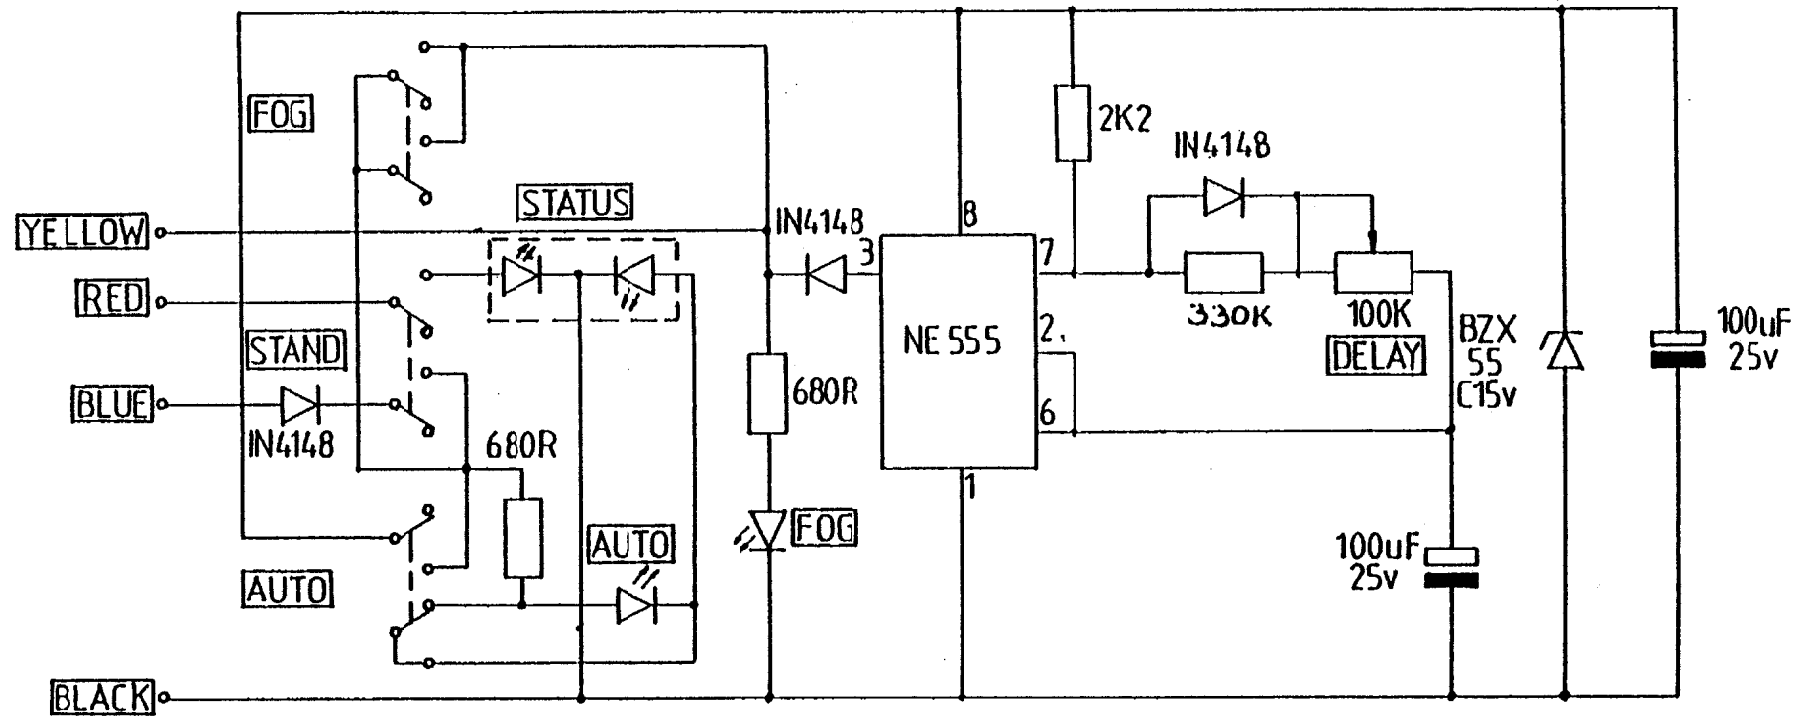 FOG
2K2
IN4148
STATUS
YELLOW
IN4148
8
3
7
RED
330K
100K
DELAY
2
NE 555
BZX
55
C15v
100uF
25v
STAND
BLUE
IN4148
680R
680R
6
1
FOG
AUTO
AUTO
100uF
25v
BLACK